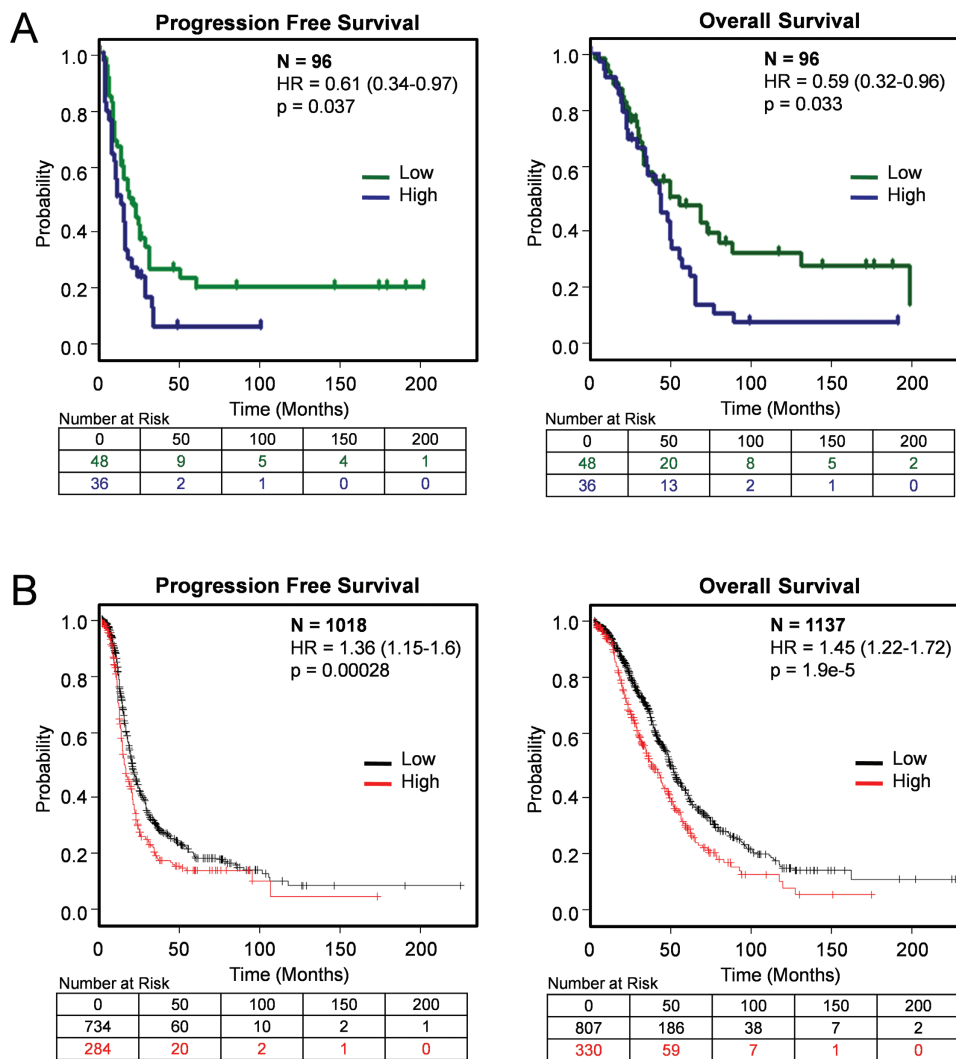 A
Progression Free Survival
N = 96
HR = 0.61 (0.34-0.97)
p = 0.037
Low
High
Probability
1.0
0.8
0.6
0.4
0.2
0.0
0 50 100 150 200
Time (Months)
Number at Risk
0 50 100 150 200
48 9 5 4 1
36 2 1 0 0
Overall Survival
N = 96
HR = 0.59 (0.32-0.96)
p = 0.033
Low
High
Probability
1.0
0.8
0.6
0.4
0.2
0.0
0 50 100 150 200
Time (Months)
Number at Risk
0 50 100 150 200
48 20 8 5 2
36 13 2 1 0
B
Progression Free Survival
N = 1018
HR = 1.36 (1.15-1.6)
p = 0.00028
Low
High
Probability
1.0
0.8
0.6
0.4
0.2
0.0
0 50 100 150 200
Time (Months)
Number at Risk
0 50 100 150 200
734 60 10 2 1
284 20 2 1 0
Overall Survival
N = 1137
HR = 1.45 (1.22-1.72)
p = 1.9e-5
Low
High
Probability
1.0
0.8
0.6
0.4
0.2
0.0
0 50 100 150 200
Time (Months)
Number at Risk
0 50 100 150 200
807 186 38 7 2
330 59 7 1 0